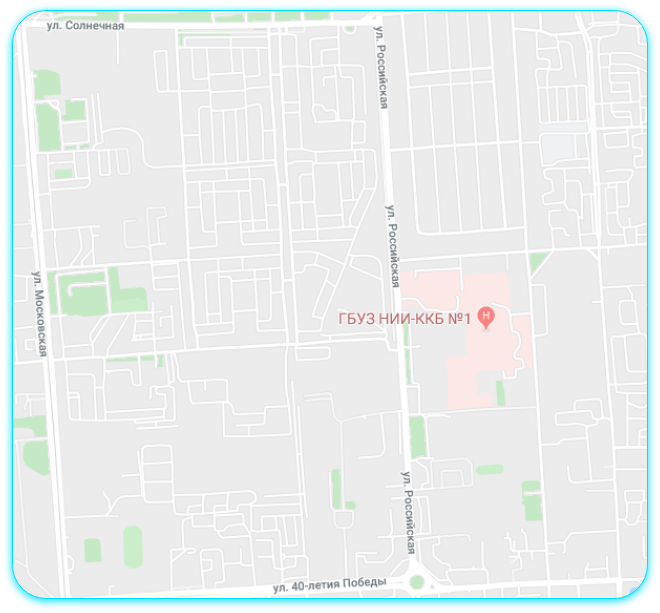 ул. Солнечная
ул. Российская
ул. Российская
ул. Московская
ГБУЗ НИИ-ККБ №1
H
ул. Российская
ул. 40-летия Победы